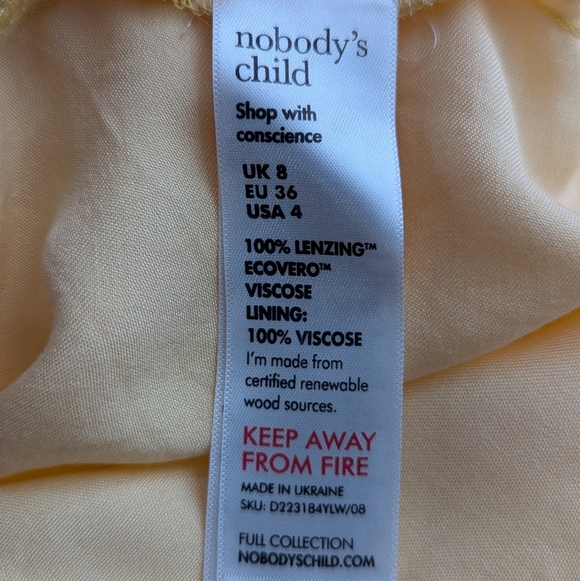 nobody's
child
Shop with
conscience
UK 8
EU 36
USA 4
100% LENZING™
ECOVERO™
VISCOSE
LINING:
100% VISCOSE
I'm made from
certified renewable
wood sources.
KEEP AWAY
FROM FIRE
MADE IN UKRAINE
SKU: D223184YLW/08
FULL COLLECTION
NOBODYSCHILD.COM